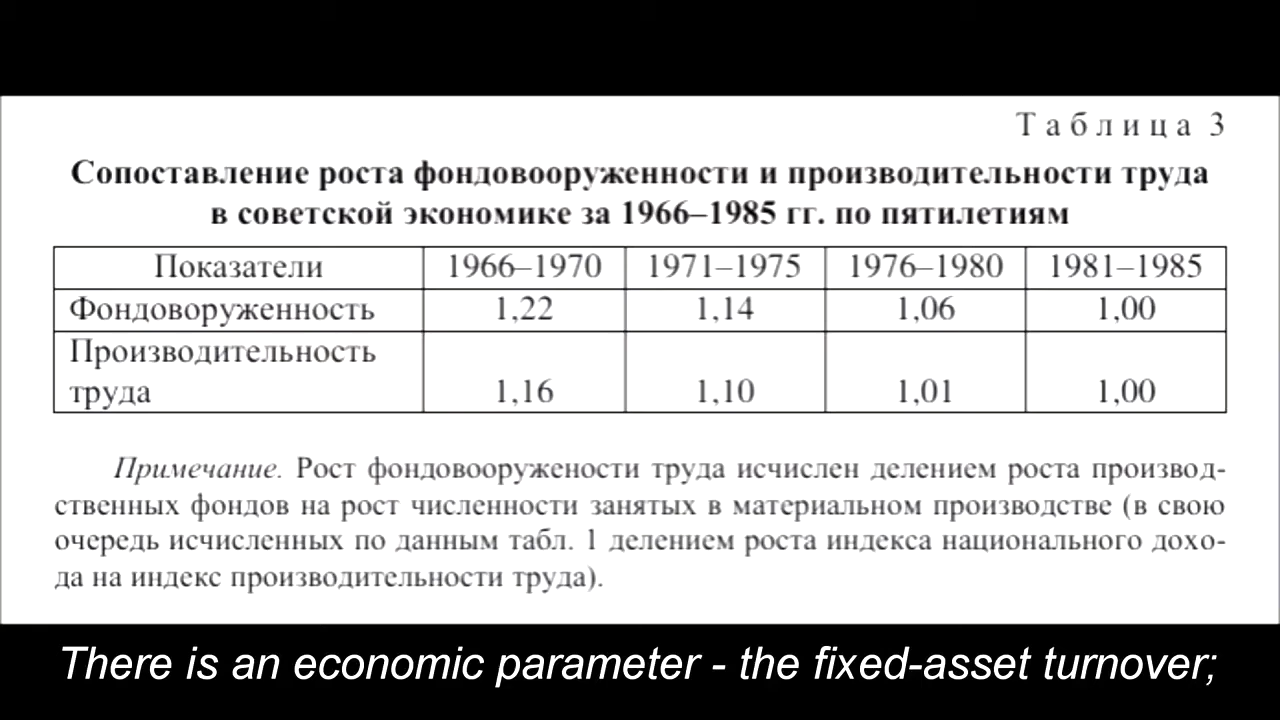 Т а б л и ц а 3
Сопоставление роста фондовооруженности и производительности труда
в советской экономике за 1966–1985 гг. по пятилетиям
Показатели 1966–1970 1971–1975 1976–1980 1981–1985
Фондоворуженность 1,22 1,14 1,06 1,00
Производительность
труда 1,16 1,10 1,01 1,00
Примечание. Рост фондовооружености труда исчислен делением роста производ-
ственных фондов на рост численности занятых в материальном производстве (в свою
очередь исчисленных по данным табл. 1 делением роста индекса национального дохо-
да на индекс производительности труда).
There is an economic parameter - the fixed-asset turnover;